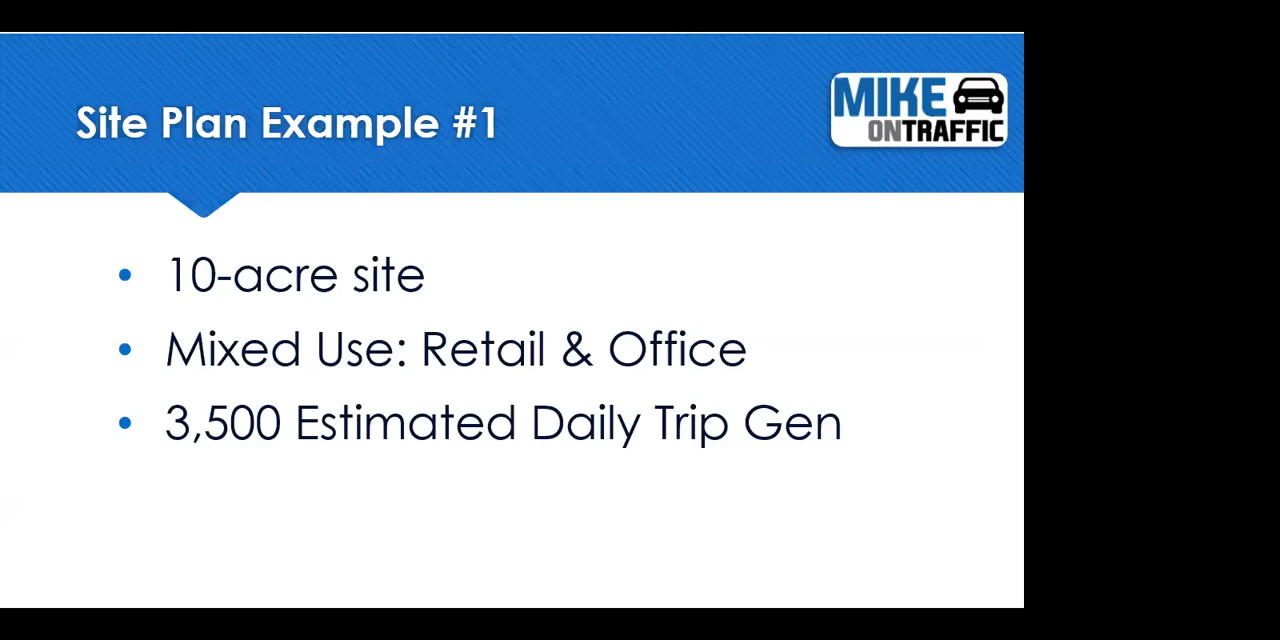 Site Plan Example #1
MIKE
ONTRAFFIC
• 10-acre site
• Mixed Use: Retail & Office
• 3,500 Estimated Daily Trip Gen